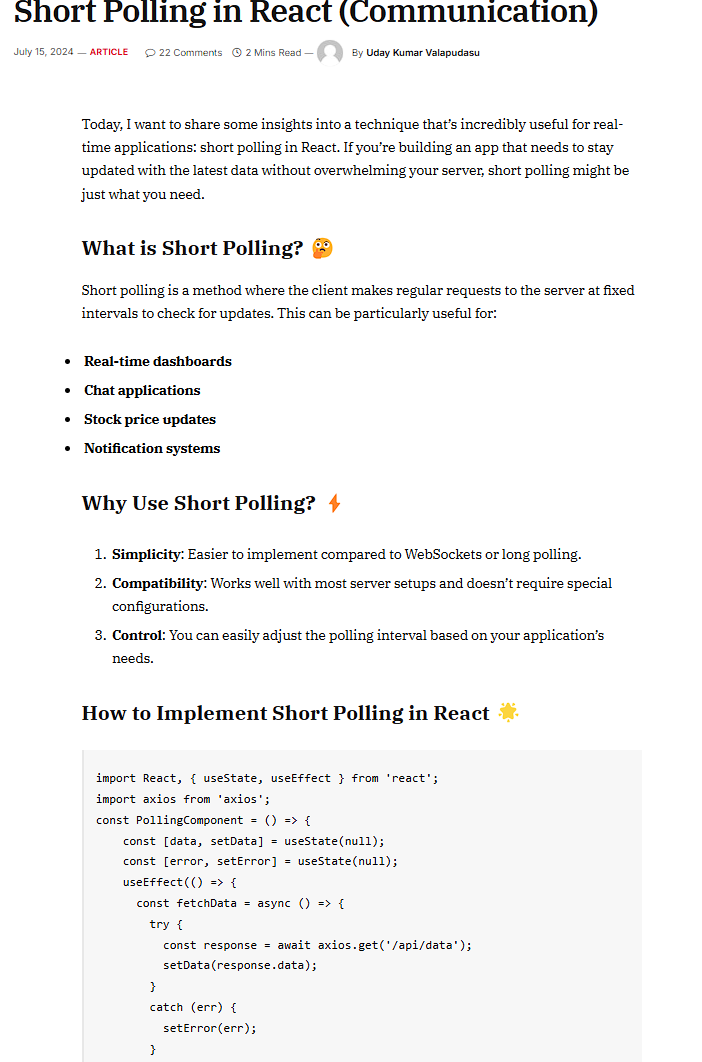 Short Polling in React (Communication)
July 15, 2024 — ARTICLE 22 Comments 2 Mins Read — By Uday Kumar Valapudasu
Today, I want to share some insights into a technique that’s incredibly useful for real-
time applications: short polling in React. If you’re building an app that needs to stay
updated with the latest data without overwhelming your server, short polling might be
just what you need.
What is Short Polling? 🤔
Short polling is a method where the client makes regular requests to the server at fixed
intervals to check for updates. This can be particularly useful for:
• Real-time dashboards
• Chat applications
• Stock price updates
• Notification systems
Why Use Short Polling? ⚡
1. Simplicity: Easier to implement compared to WebSockets or long polling.
2. Compatibility: Works well with most server setups and doesn’t require special
configurations.
3. Control: You can easily adjust the polling interval based on your application’s
needs.
How to Implement Short Polling in React 🌟
import React, { useState, useEffect } from 'react';
import axios from 'axios';
const PollingComponent = () => {
    const [data, setData] = useState(null);
    const [error, setError] = useState(null);
    useEffect(() => {
      const fetchData = async () => {
        try {
          const response = await axios.get('/api/data');
          setData(response.data);
        }
        catch (err) {
          setError(err);
        }